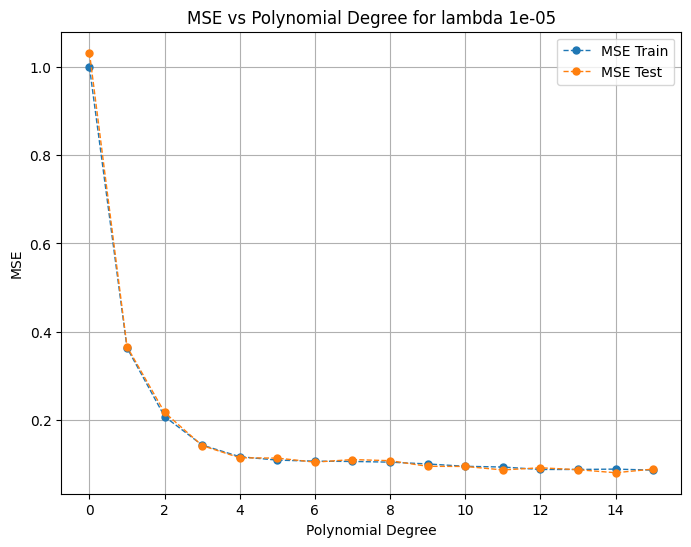 MSE vs Polynomial Degree for lambda 1e-05
MSE Train
MSE Test
1.0
0.8
0.6
0.4
0.2
MSE
0 2 4 6 8 10 12 14
Polynomial Degree